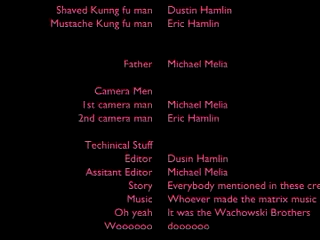 Shaved Kunng fu man Dustin Hamlin
Mustache Kung fu man Eric Hamlin
Father Michael Melia
Camera Men
1st camera man Michael Melia
2nd camera man Eric Hamlin
Techinical Stuff
Editor Dusin Hamlin
Assitant Editor Michael Melia
Story Everybody mentioned in these cre
Music Whoever made the matrix music
Oh yeah It was the Wachowski Brothers
Woooooo doooooo